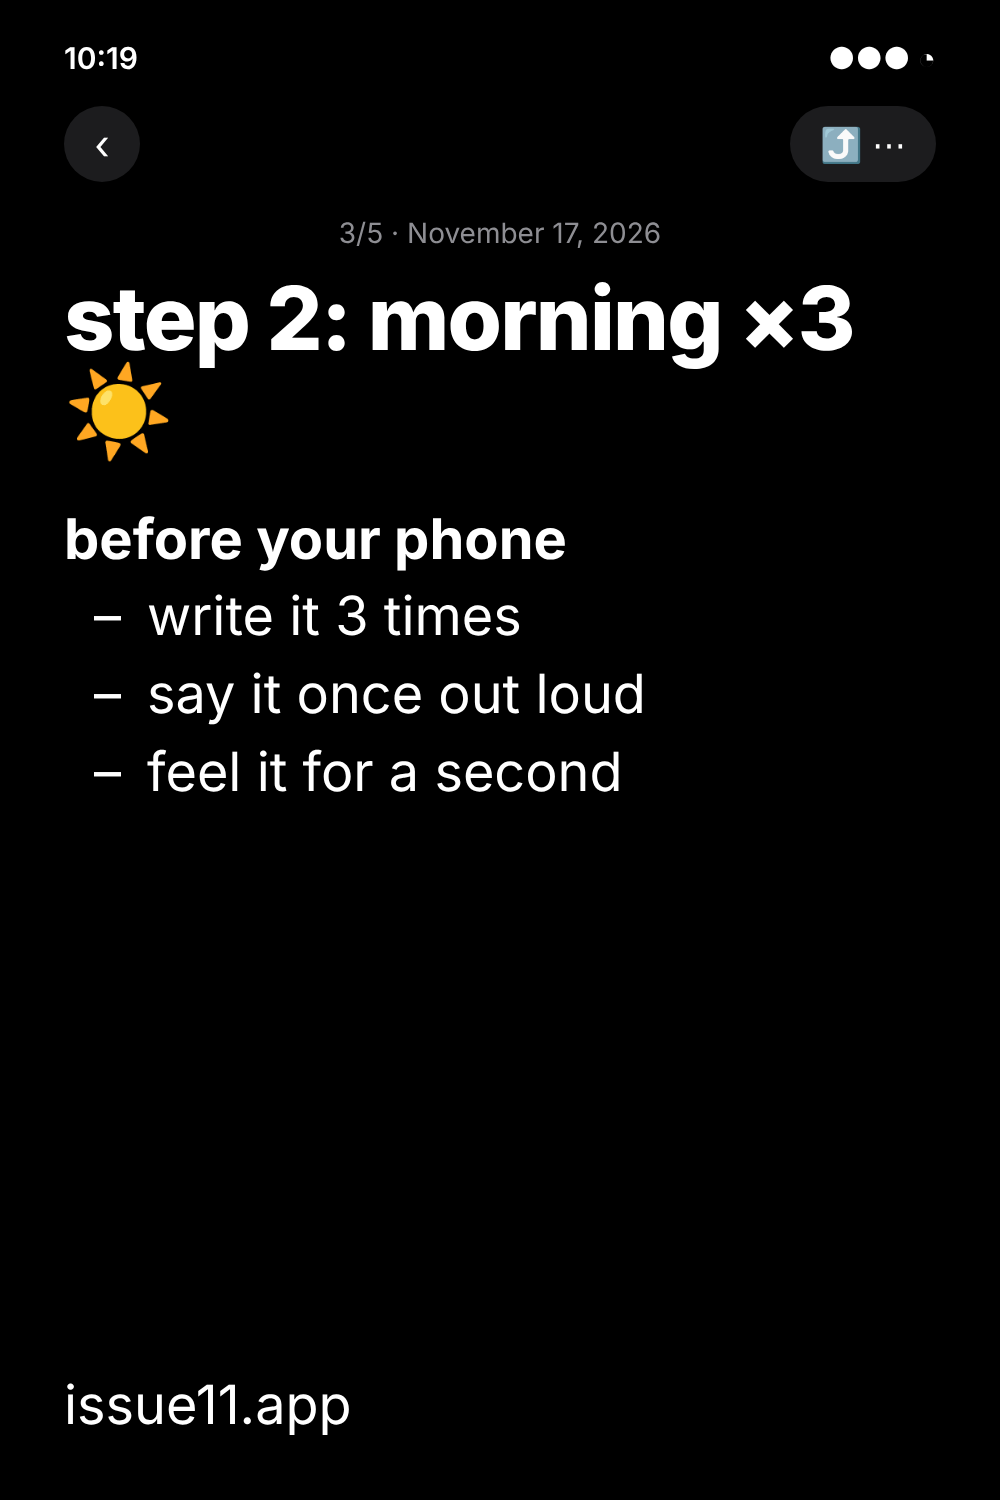 10:19
‹
⤴️ ⋯
3/5 · November 17, 2026
step 2: morning ×3
☀️
before your phone
– write it 3 times
– say it once out loud
– feel it for a second
issue11.app